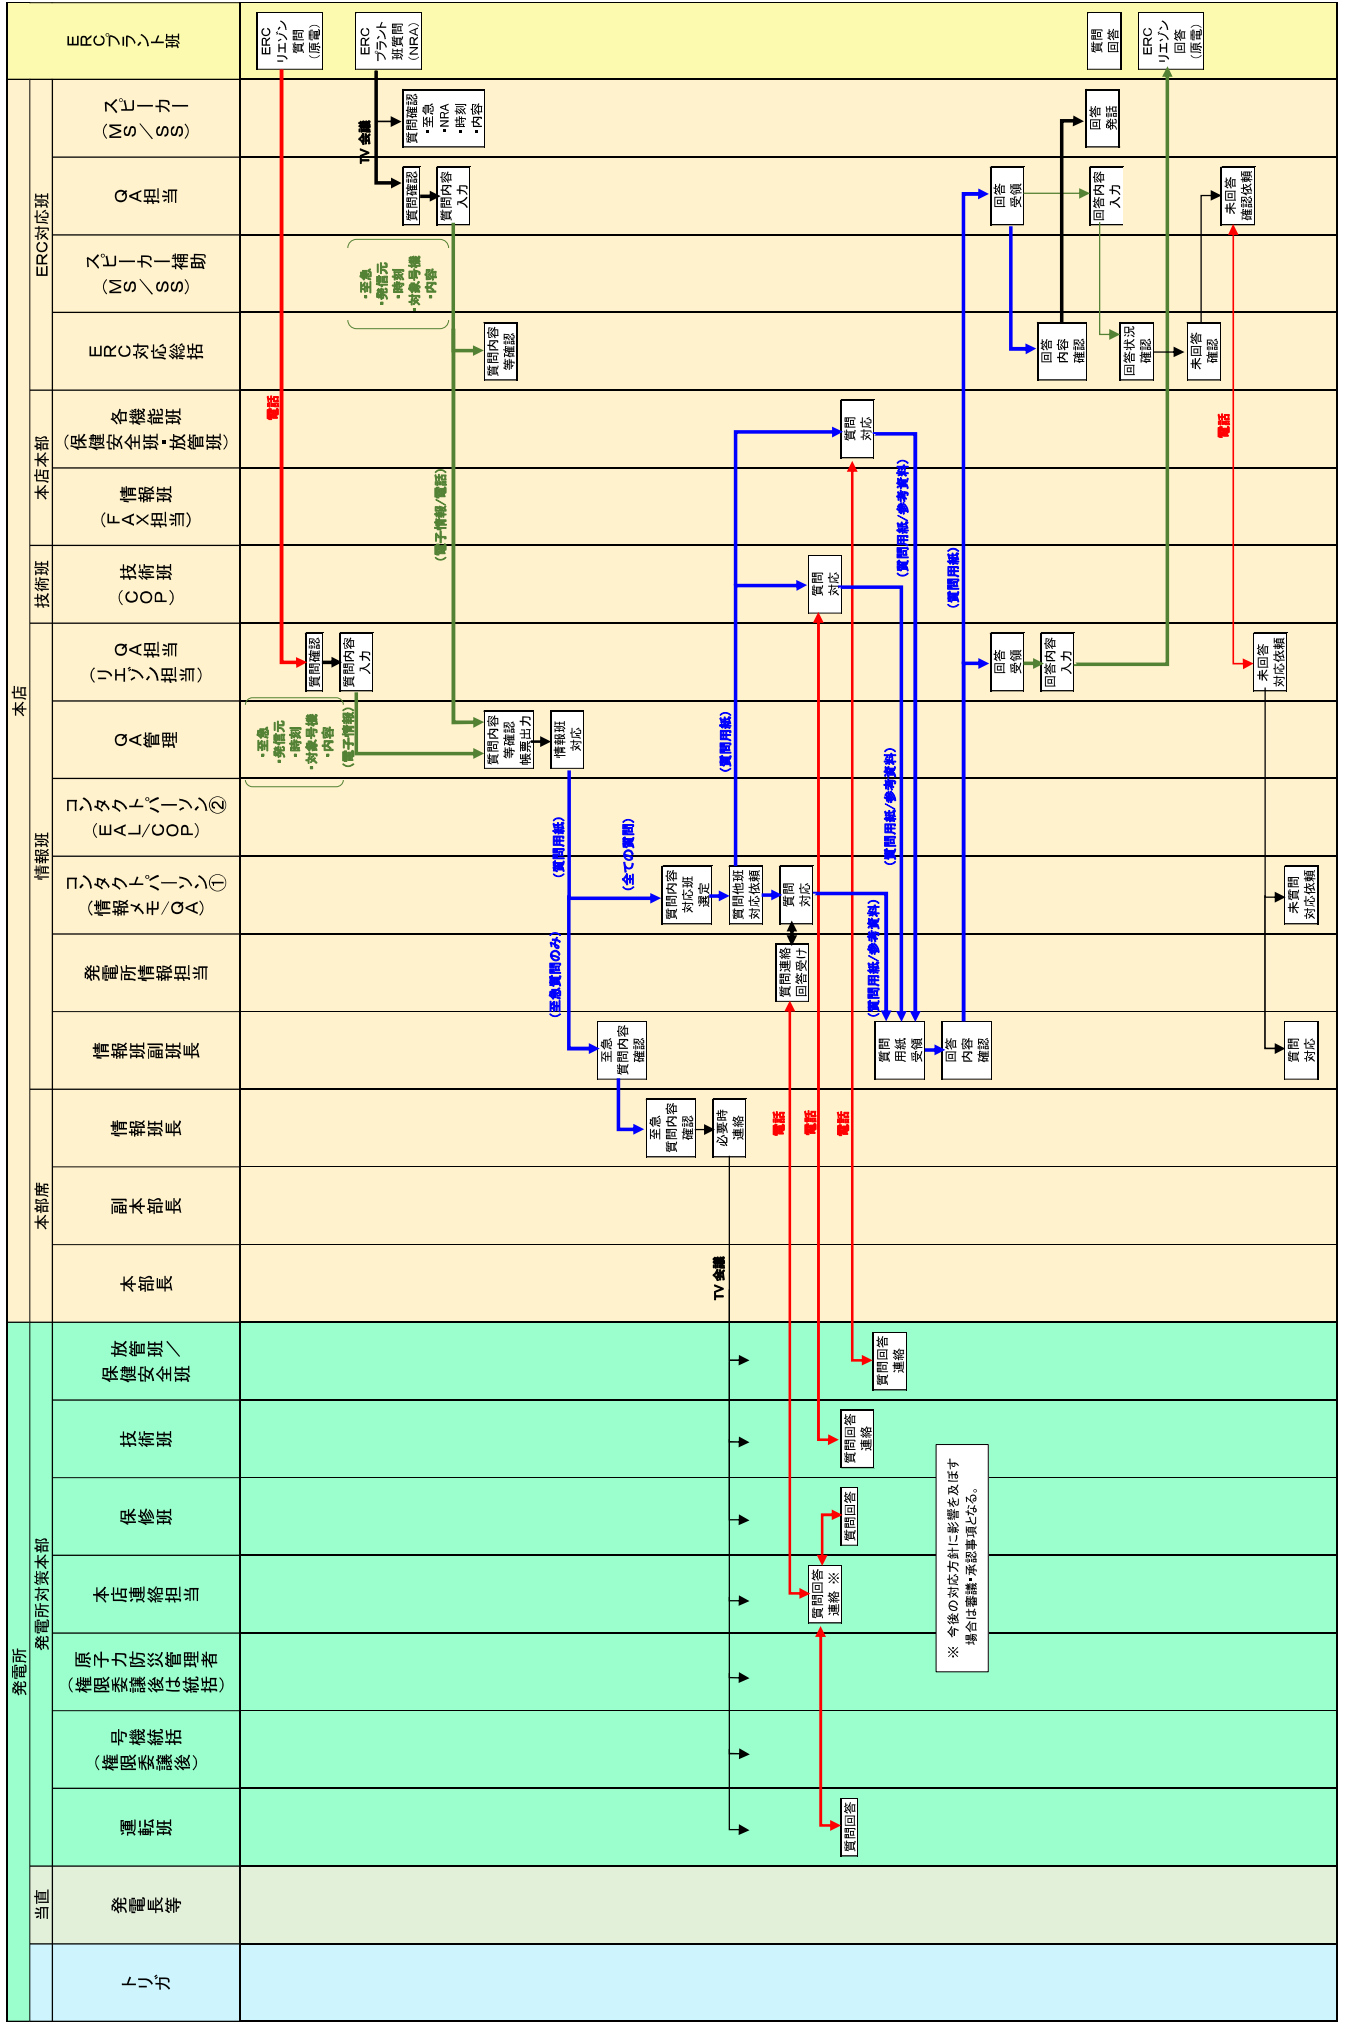 発電所
本店
当直
発電所対策本部
本部席
情報班
技術班
本店本部
ERC対応班
トリガ
発電長等
運転班
号機統括
（権限委譲後）
原子力防災管理者
（権限委譲後は統括）
本店連絡担当
保修班
技術班
放管班／
保健安全班
本部長
副本部長
情報班長
情報班副班長
発電所情報担当
コンタクトパーソン①
（情報メモ/QA）
コンタクトパーソン②
（EAL/COP）
QA管理
QA担当
（リエゾン担当）
技術班
（COP）
情報班
（FAX担当）
各機能班
（保健安全班・放管班）
ERC対応総括
スピーカー補助
（MS／SS）
QA担当
スピーカー
（MS／SS）
ERCプラント班
ERC
リエゾン
質問
（原電）
電話
質問確認
質問内容
入力
・至急
・発信元
・時刻
・対象号機
・内容
（電子情報）
ERC
プラント
班質問
（NRA）
TV 会議
質問確認
・至急
・NRA
・時刻
・内容
質問確認
質問内容
入力
・至急
・発信元
・時刻
・対象号機
・内容
（電子情報/電話）
質問内容
等確認
質問内容
等確認
帳票出力
情報班
対応
（質問用紙）
（至急質問のみ）
（全ての質問）
至急
質問内容
確認
至急
質問内容
確認
必要時
連絡
TV 会議
質問内容
対応班
選定
質問他班
対応依頼
質問
対応
（質問用紙）
質問連絡
回答受け
質問
対応
質問
対応
電話
電話
電話
質問回答
連絡 ※
質問回答
質問回答
質問回答
連絡
質問回答
連絡
（質問用紙/参考資料）
（質問用紙/参考資料）
（質問用紙/参考資料）
質問
用紙
受領
回答
内容
確認
※ 今後の対応方針に影響を及ぼす
場合は審議・承認事項となる。
（質問用紙）
回答
受領
回答内容
入力
回答
受領
回答
内容
確認
回答
発話
質問
回答
回答内容
入力
回答状況
確認
ERC
リエゾン
回答
（原電）
未回答
確認
未回答
確認依頼
電話
未回答
対応依頼
未質問
対応依頼
質問
対応